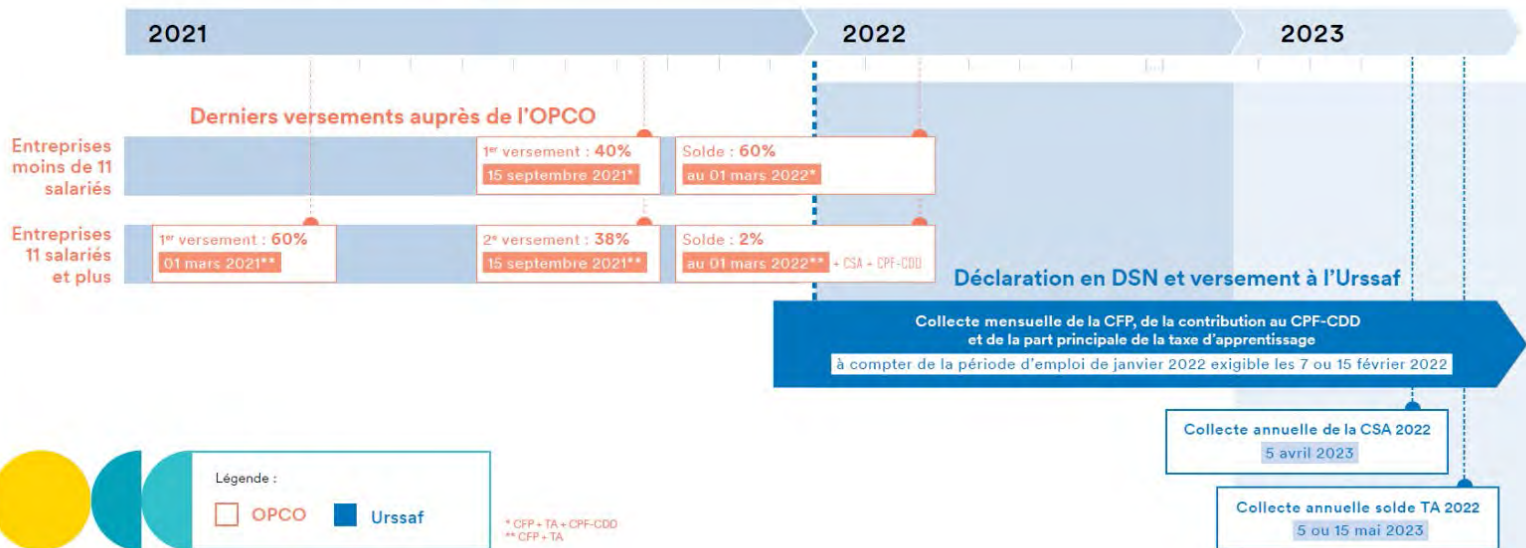 2021
2022
2023
Derniers versements auprès de l'OPCO
Entreprises
moins de 11
salariés
1er versement : 40%
15 septembre 2021*
Solde : 60%
au 01 mars 2022*
Entreprises
11 salariés
et plus
1er versement : 60%
01 mars 2021**
2e versement : 38%
15 septembre 2021**
Solde : 2%
au 01 mars 2022** + CSA + CPF-CDD
Déclaration en DSN et versement à l'Urssaf
Collecte mensuelle de la CFP, de la contribution au CPF-CDD
et de la part principale de la taxe d'apprentissage
à compter de la période d'emploi de janvier 2022 exigible les 7 ou 15 février 2022
Collecte annuelle de la CSA 2022
5 avril 2023
Collecte annuelle solde TA 2022
5 ou 15 mai 2023
Légende :
OPCO
Urssaf
* CFP + TA + CPF-CDD
** CFP + TA